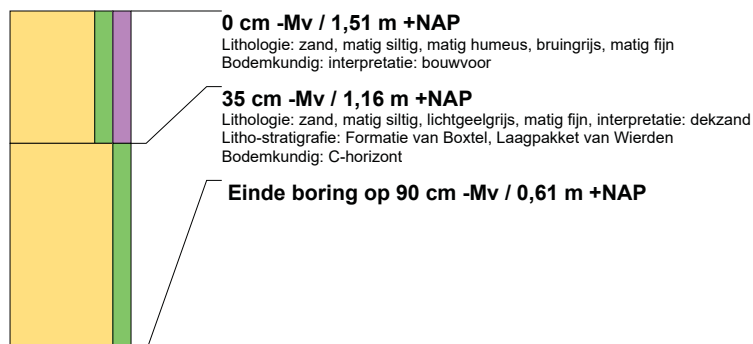 0 cm -Mv / 1,51 m +NAP
Lithologie: zand, matig siltig, matig humeus, bruingrijs, matig fijn
Bodemkundig: interpretatie: bouwvoor
35 cm -Mv / 1,16 m +NAP
Lithologie: zand, matig siltig, lichtgeelgrijs, matig fijn, interpretatie: dekzand
Litho-stratigrafie: Formatie van Boxtel, Laagpakket van Wierden
Bodemkundig: C-horizont
Einde boring op 90 cm -Mv / 0,61 m +NAP